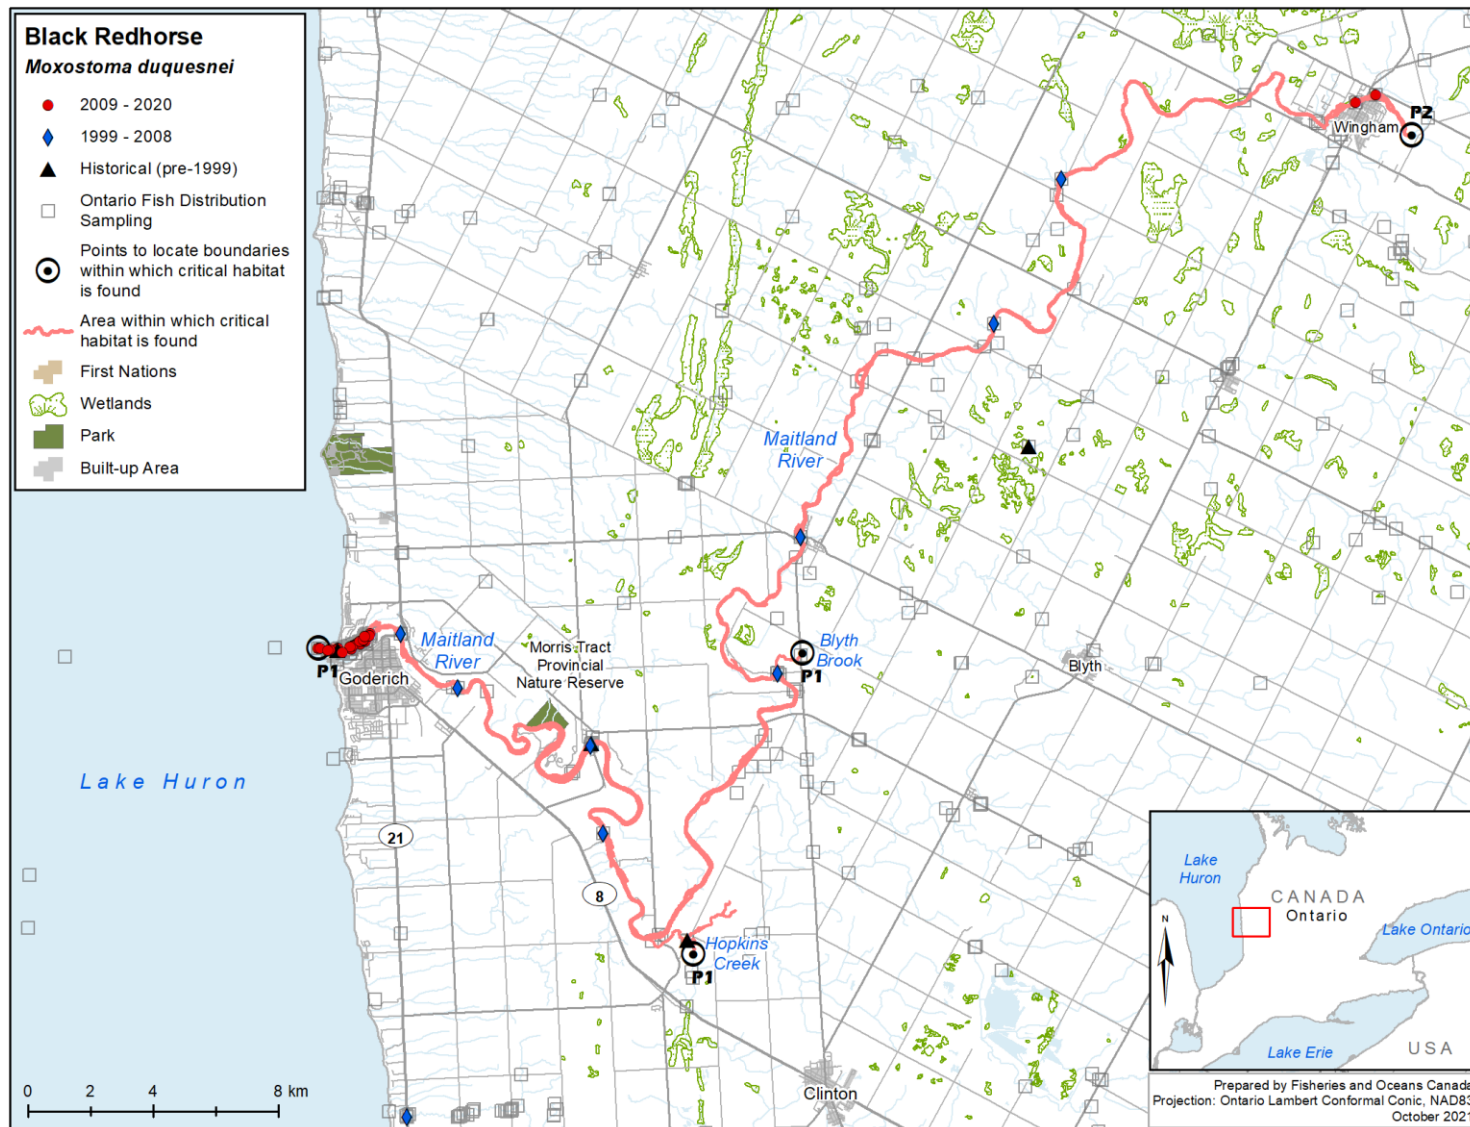 Black Redhorse
Moxostoma duquesnei
2009 - 2020
1999 - 2008
Historical (pre-1999)
Ontario Fish Distribution
Sampling
Points to locate boundaries
within which critical habitat
is found
Area within which critical
habitat is found
First Nations
Wetlands
Park
Built-up Area
P2
Wingham
Maitland
River
Blyth
Brook
P1
Blyth
Maitland
River
Morris Tract
Provincial
Nature Reserve
P1
Goderich
Lake Huron
21
8
Hopkins
Creek
P1
Clinton
0 2 4 8 km
Lake
Huron
CANADA
Ontario
N
Lake Ontario
Lake Erie
USA
Prepared by Fisheries and Oceans Canada
Projection: Ontario Lambert Conformal Conic, NAD83
October 2021